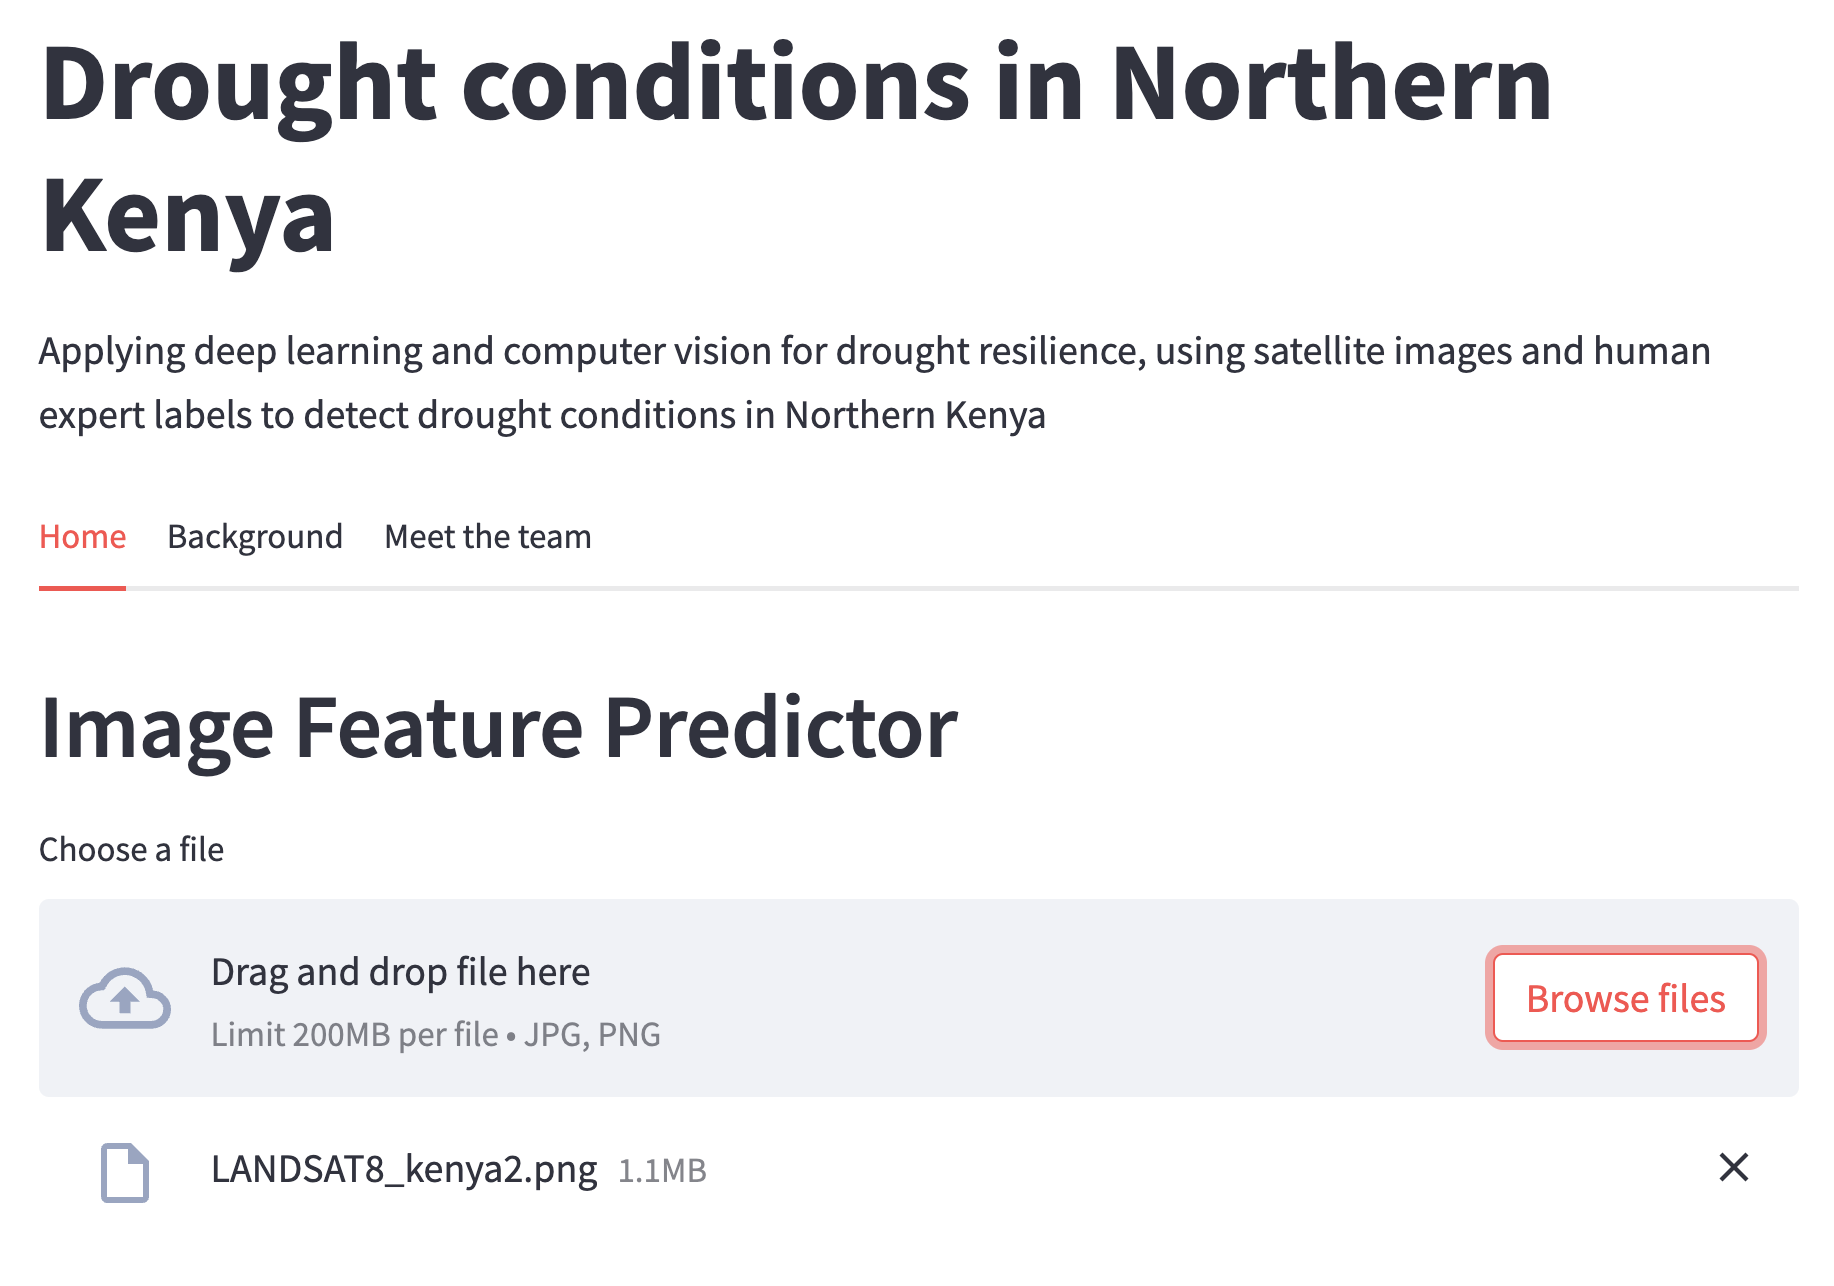 Drought conditions in Northern
Kenya
Applying deep learning and computer vision for drought resilience, using satellite images and human
expert labels to detect drought conditions in Northern Kenya
Home Background Meet the team
Image Feature Predictor
Choose a file
Drag and drop file here
Limit 200MB per file • JPG, PNG
Browse files
LANDSAT8_kenya2.png 1.1MB